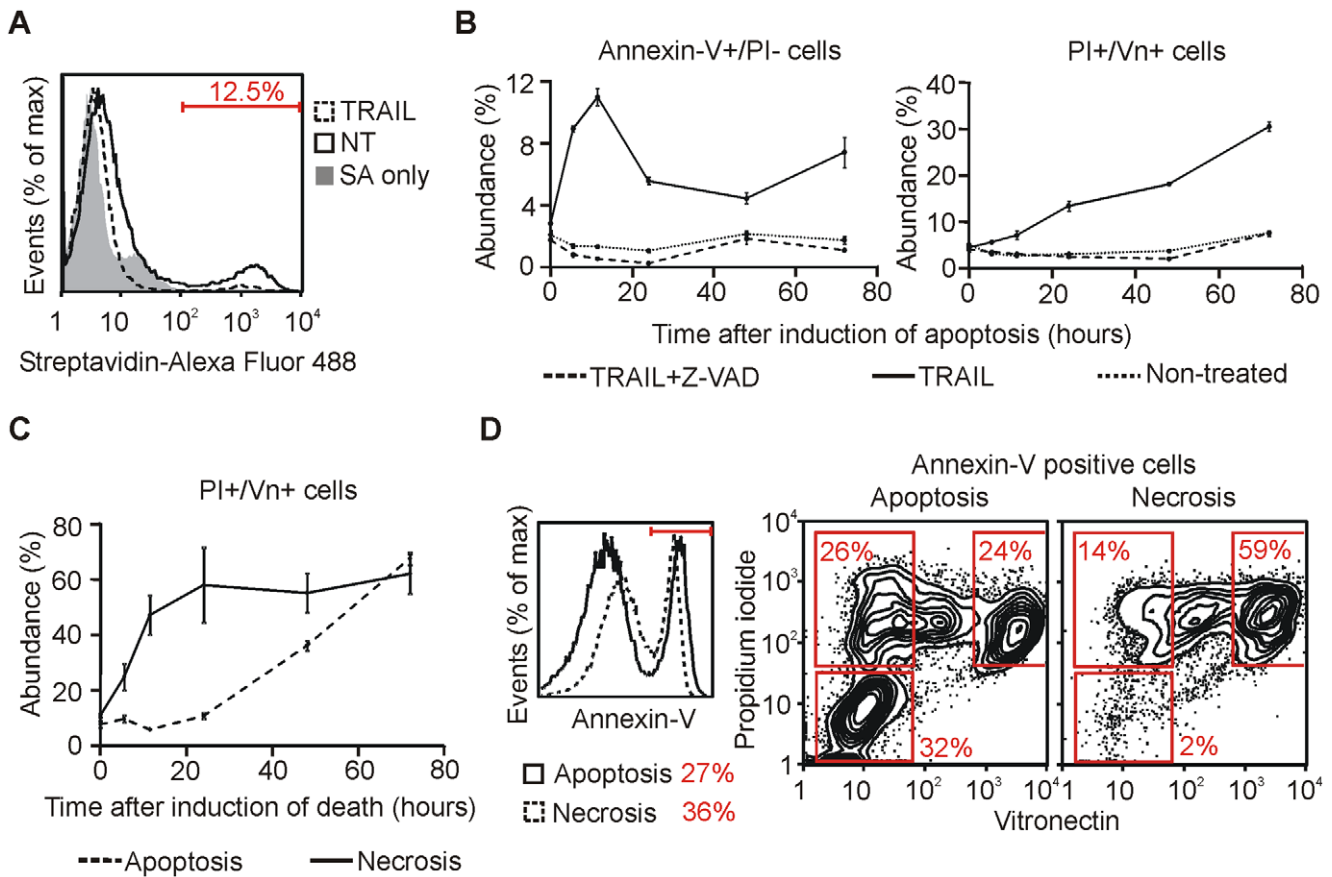 A
12.5%
Events (% of max)
TRAIL
NT
SA only
1 10 10² 10³ 10⁴
Streptavidin-Alexa Fluor 488
B
Annexin-V+/PI- cells
Abundance (%)
12
8
4
0
0 20 40 60 80
PI+/Vn+ cells
Abundance (%)
40
30
20
10
0
0 20 40 60 80
Time after induction of apoptosis (hours)
TRAIL+Z-VAD TRAIL Non-treated
C
PI+/Vn+ cells
Abundance (%)
80
60
40
20
0
0 20 40 60 80
Time after induction of death (hours)
Apoptosis Necrosis
D
Events (% of max)
Annexin-V
Apoptosis 27%
Necrosis 36%
Annexin-V positive cells
Apoptosis Necrosis
Propidium iodide
10⁴
10³
10²
10
1
26% 24%
32%
14% 59%
2%
1 10 10² 10³ 10⁴
1 10 10² 10³ 10⁴
Vitronectin